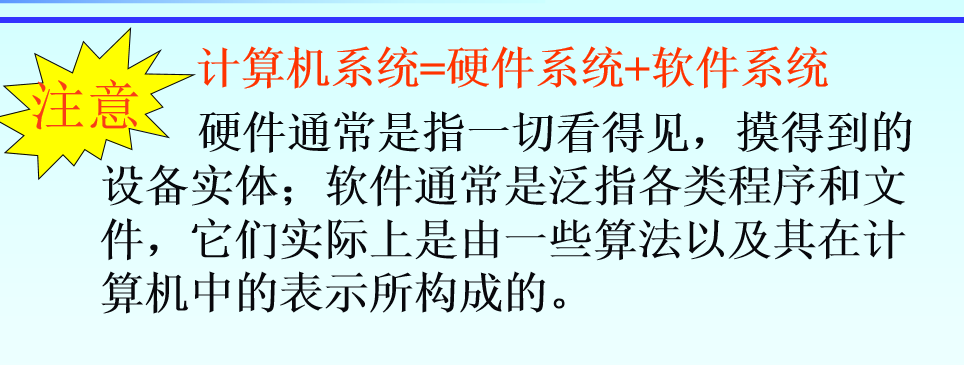 计算机系统=硬件系统+软件系统
注意
硬件通常是指一切看得见，摸得到的
设备实体；软件通常是泛指各类程序和文
件，它们实际上是由一些算法以及其在计
算机中的表示所构成的。